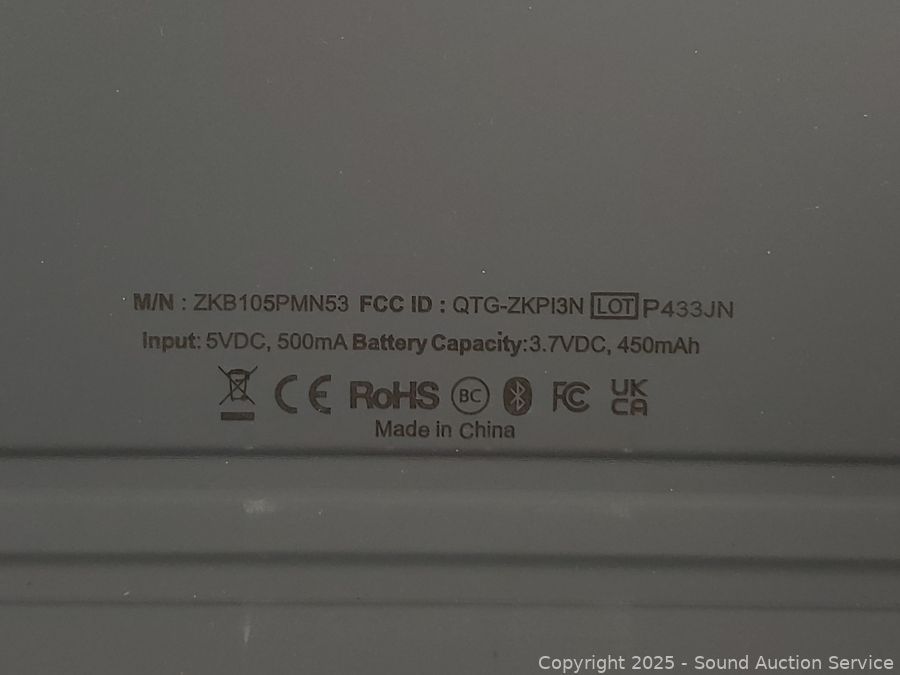 M/N : ZKB105PMN53 FCC ID : QTG-ZKPI3N LOT P433JN
Input: 5VDC, 500mA Battery Capacity:3.7VDC, 450mAh
CE RoHS BC FC UK CA
Made in China
Copyright 2025 - Sound Auction Service